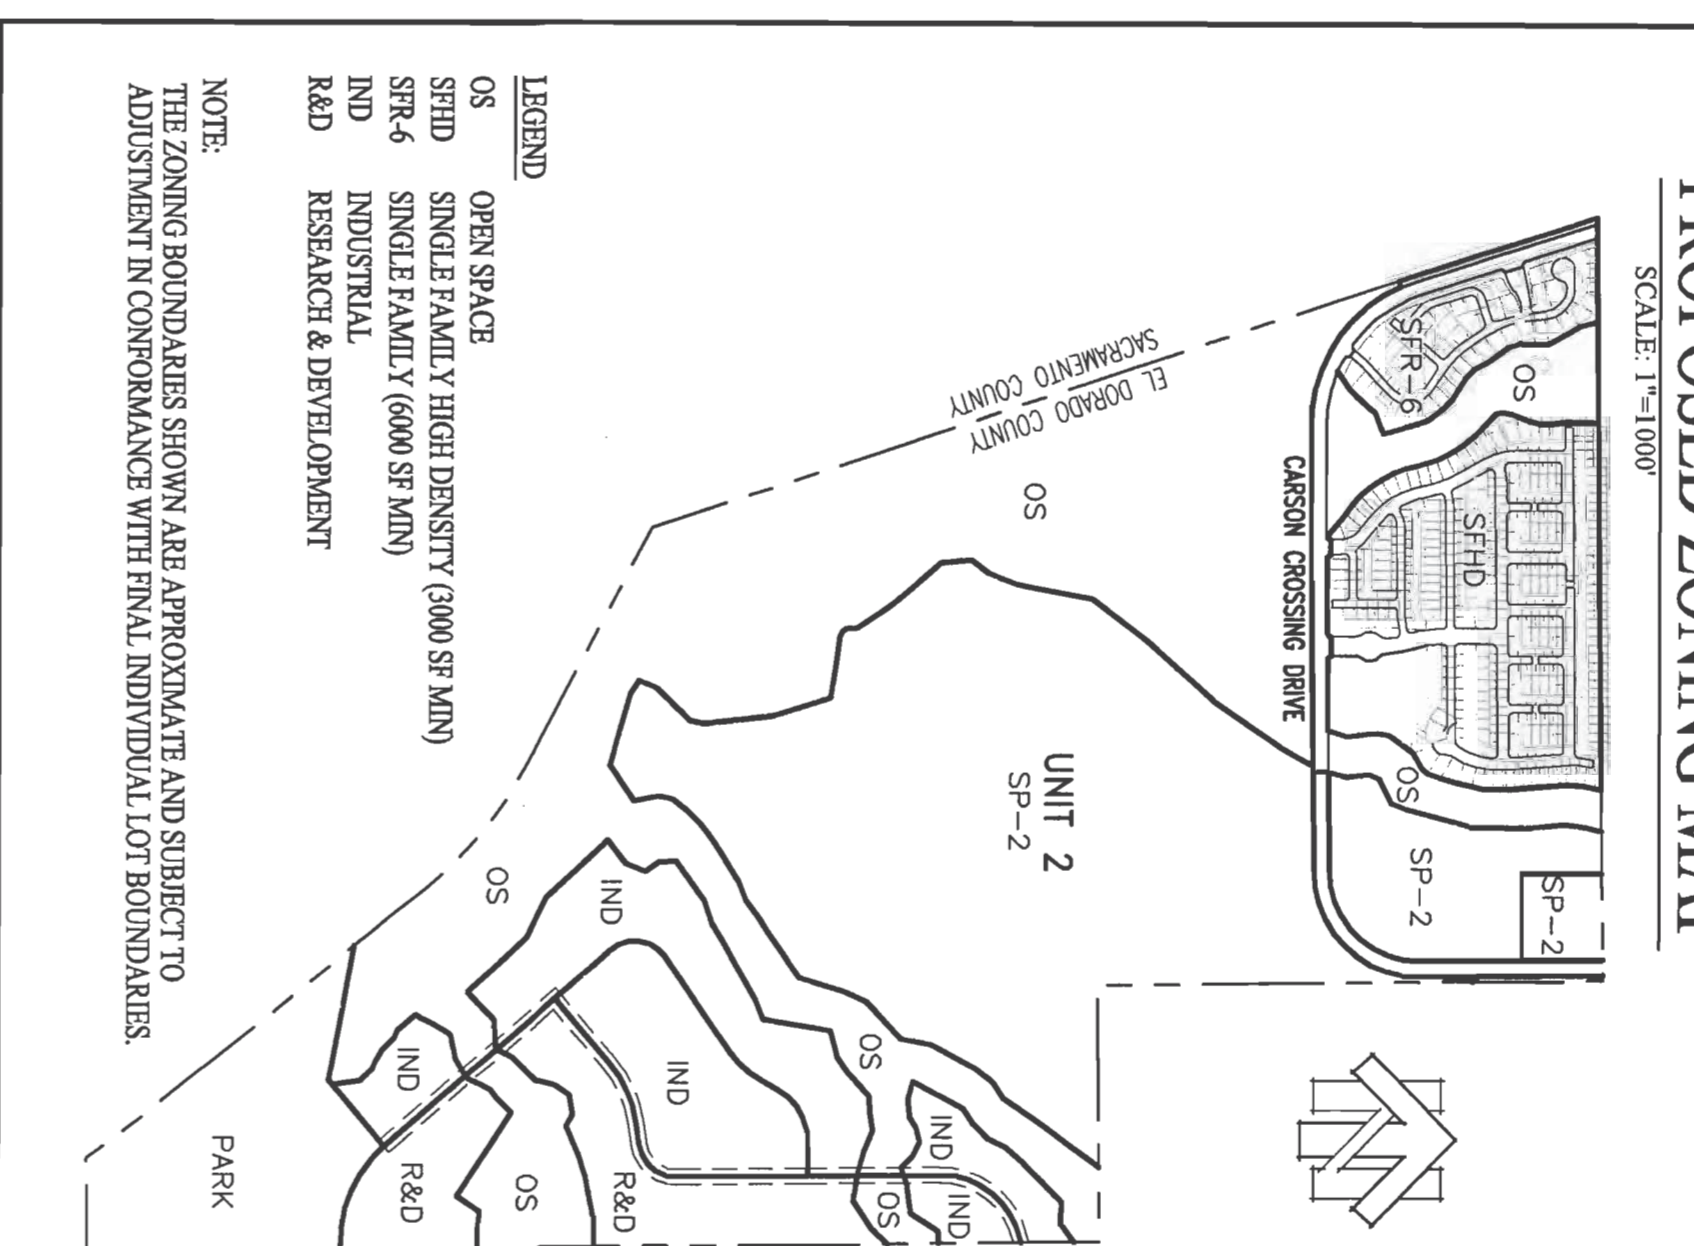 PROPOSED ZONING MAP
SCALE: 1"=1000'
SFR-6
OS
SFHD
CARSON CROSSING DRIVE
OS
SP-2
SP-2
SACRAMENTO COUNTY
EL DORADO COUNTY
OS
UNIT 2
SP-2
OS
IND
OS
IND
IND
IND
OS
IND
R&D
OS
R&D
PARK
LEGEND
OS OPEN SPACE
SFHD SINGLE FAMILY HIGH DENSITY (3000 SF MIN)
SFR-6 SINGLE FAMILY (6000 SF MIN)
IND INDUSTRIAL
R&D RESEARCH & DEVELOPMENT
NOTE:
THE ZONING BOUNDARIES SHOWN ARE APPROXIMATE AND SUBJECT TO
ADJUSTMENT IN CONFORMANCE WITH FINAL INDIVIDUAL LOT BOUNDARIES.